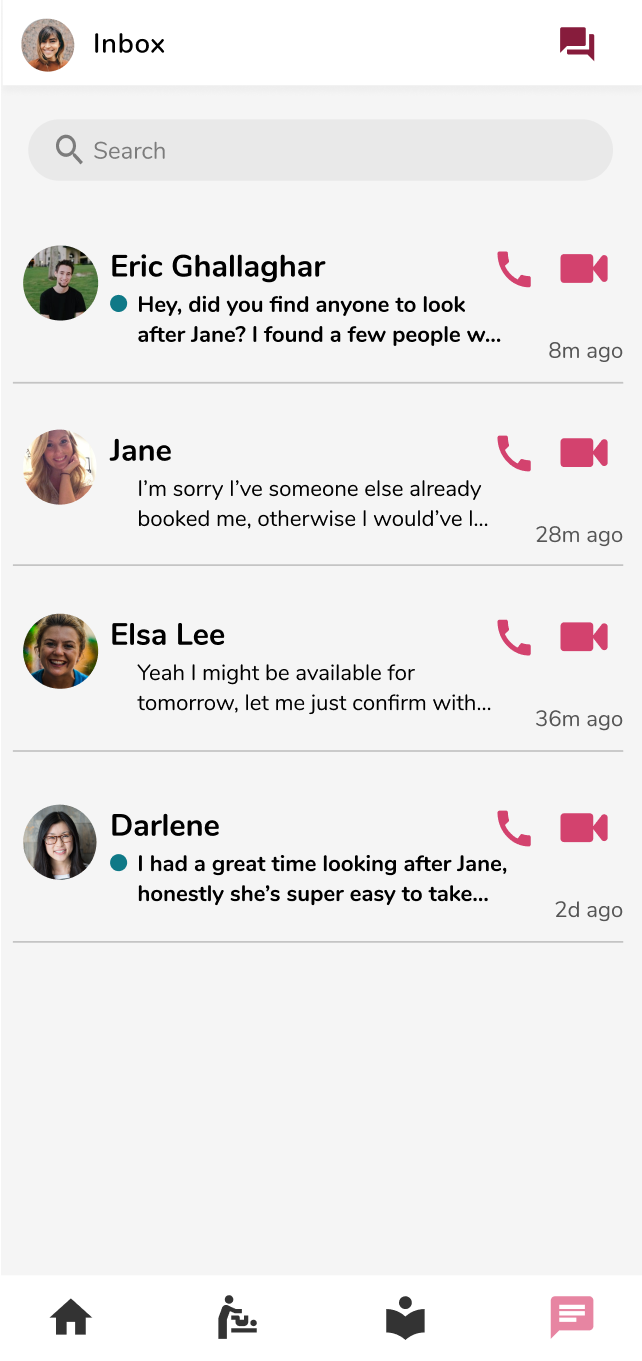 Inbox
Search
Eric Ghallaghar
Hey, did you find anyone to look
after Jane? I found a few people w...
8m ago
Jane
I’m sorry I’ve someone else already
booked me, otherwise I would’ve l...
28m ago
Elsa Lee
Yeah I might be available for
tomorrow, let me just confirm with...
36m ago
Darlene
I had a great time looking after Jane,
honestly she’s super easy to take...
2d ago